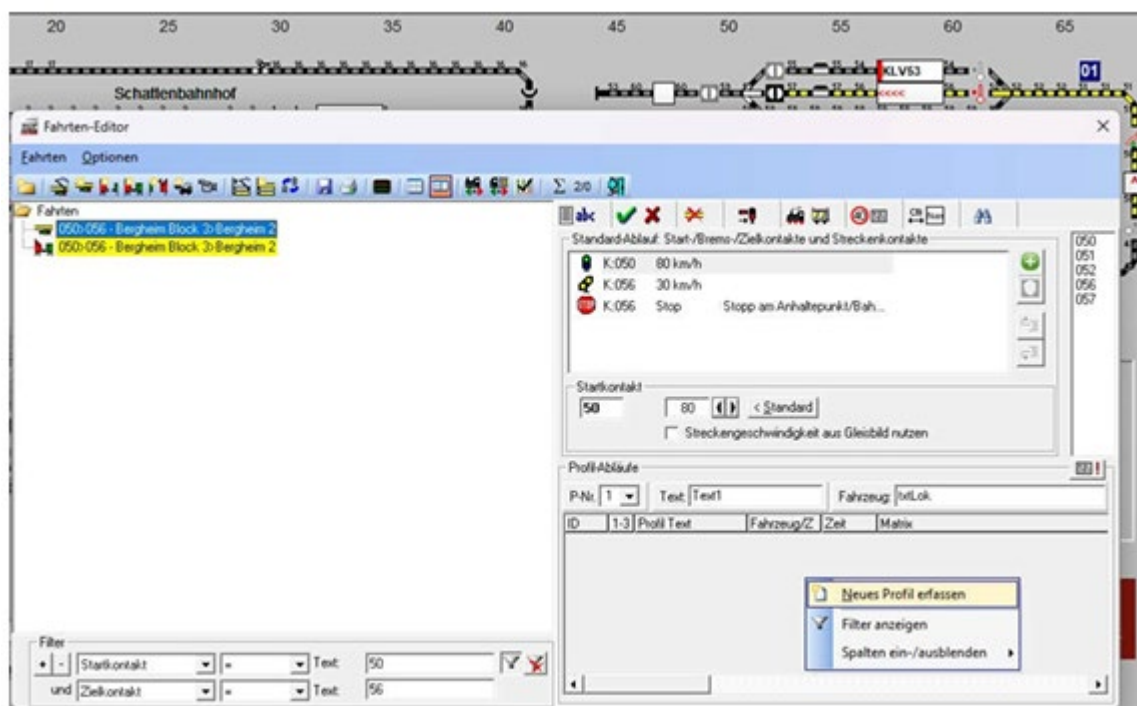 20 25 30 35 40 45 50 55 60 65
Schattenbahnhof
KLV53
<<<<
01
Fahrten-Editor
Fahrten Optionen
Σ 2/0
abc
Fahrten
050>056 - Bergheim Block 3>Bergheim 2
050>056 - Bergheim Block 3>Bergheim 2
Standard-Ablauf: Start-/Brems-/Zielkontakte und Streckenkontakte
K:050 80 km/h
K:056 30 km/h
STOP K:056 Stop Stopp am Anhaltepunkt/Bah...
050
051
052
056
057
Startkontakt
50 80 < Standard
Streckengeschwindigkeit aus Gleisbild nutzen
Profil-Abläufe
P-Nr. 1 Text: Text1 Fahrzeug: txtLok
ID 1-3 Profil Text Fahrzeug/Z Zeit Matrix
Neues Profil erfassen
Filter anzeigen
Spalten ein-/ausblenden
Filter
+ - Startkontakt = Text: 50
und Zielkontakt = Text: 56